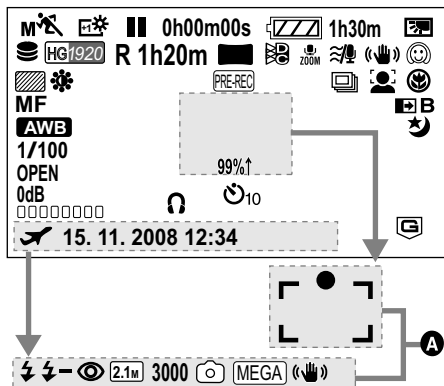 M 0h00m00s 1h30m
HG1920 R 1h20m ZOOM
PRE-REC
MF B
AWB
1/100
OPEN 99%↑
0dB 10
G
15. 11. 2008 12:34
A
2.1M 3000 MEGA